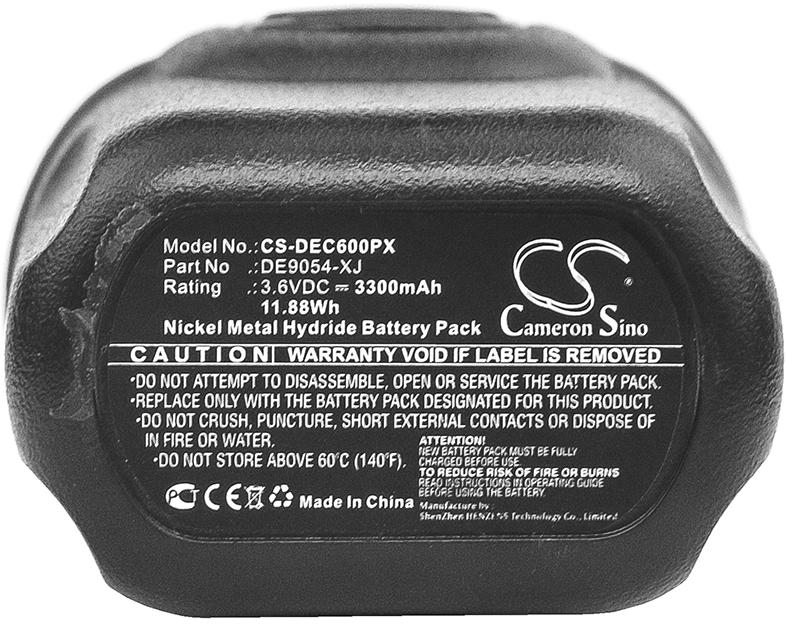 Model No.:CS-DEC600PX
Part No .:DE9054-XJ
Rating .:3.6VDC ⎓ 3300mAh
11.88Wh
Nickel Metal Hydride Battery Pack
CS
Cameron Sino
CAUTION WARRANTY VOID IF LABEL IS REMOVED
·DO NOT ATTEMPT TO DISASSEMBLE, OPEN OR SERVICE THE BATTERY PACK.
·REPLACE ONLY WITH THE BATTERY PACK DESIGNATED FOR THIS PRODUCT.
·DO NOT CRUSH, PUNCTURE, SHORT EXTERNAL CONTACTS OR DISPOSE OF
IN FIRE OR WATER.
·DO NOT STORE ABOVE 60°C (140°F).
ATTENTION!
NEW BATTERY PACK MUST BE FULLY
CHARGED BEFORE USE.
TO REDUCE RISK OF FIRE OR BURNS
READ INSTRUCTIONS IN OPERATING GUIDE
BEFORE USING THE BATTERY.
Manufacture by:
ShenZhen Technology Co., Limited
PCT CE Made In China